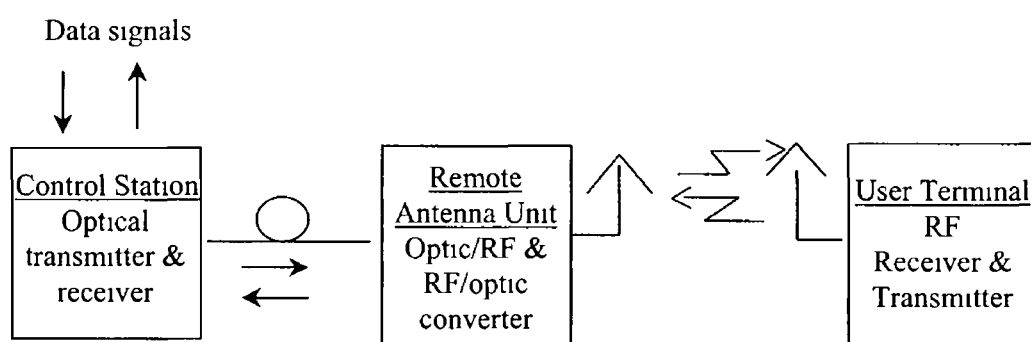 Data signals
Control Station
Optical
transmitter &
receiver
Remote
Antenna Unit
Optic/RF &
RF/optic
converter
User Terminal
RF
Receiver &
Transmitter